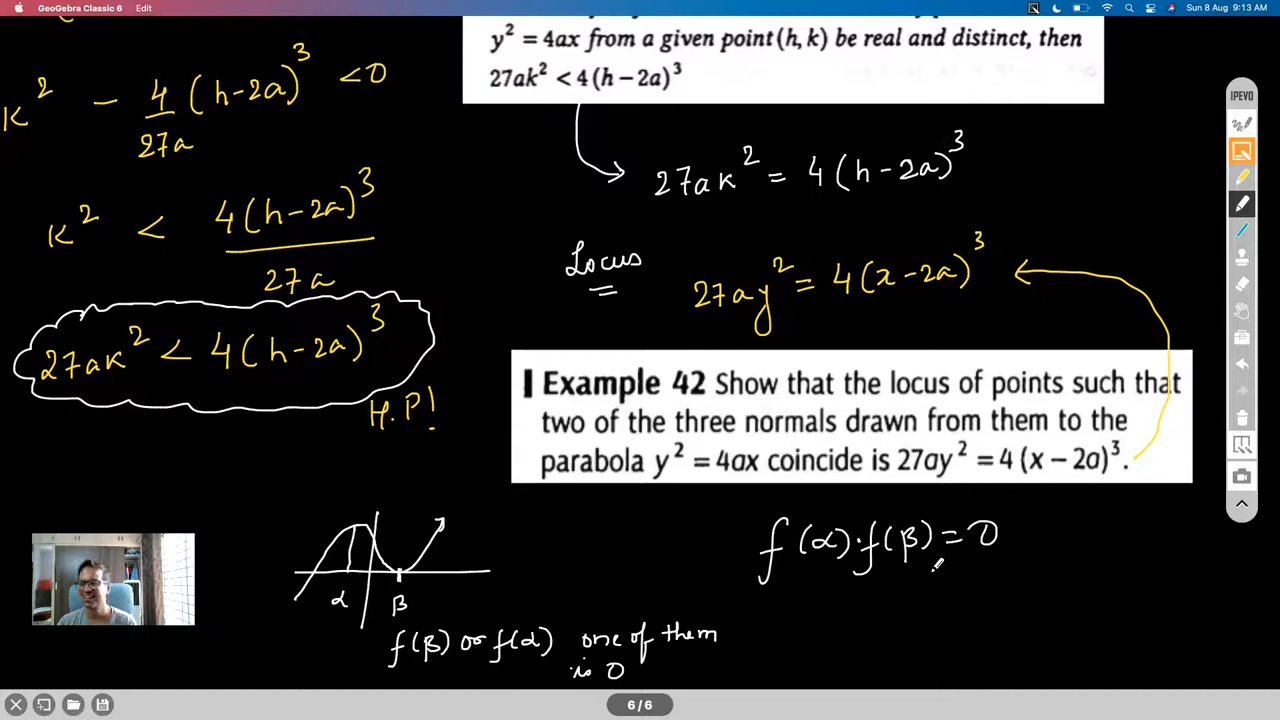 GeoGebra Classic 6 Edit
Sun 8 Aug 9:13 AM
y² = 4ax from a given point (h, k) be real and distinct, then
27ak² < 4(h – 2a)³
K² – 4/27a (h-2a)³ < 0
K² < 4(h-2a)³/27a
27aK² < 4(h-2a)³
H.P!
27aK² = 4(h-2a)³
Locus
27ay² = 4(x-2a)³
Example 42 Show that the locus of points such that
two of the three normals drawn from them to the
parabola y² = 4ax coincide is 27ay² = 4(x – 2a)³.
α
β
f(β) or f(α) one of them
is 0
f(α)·f(β) = 0
IPEVO
6/6